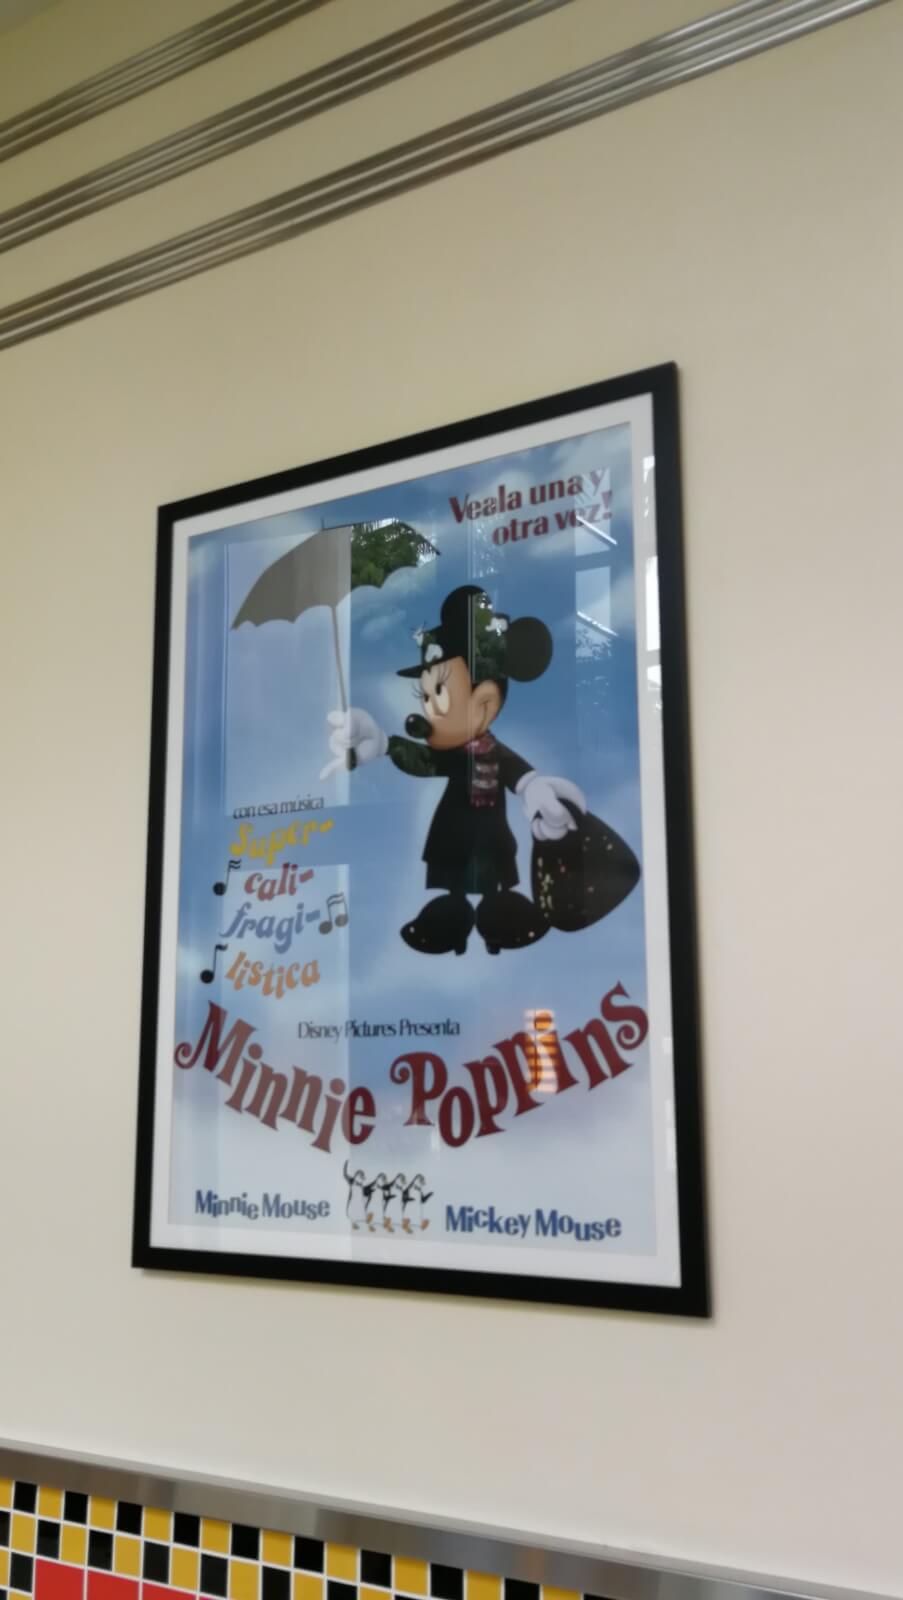 Veala una y
otra vez!
con esa música
Super-
cali-
fragi-
listica
Disney Pictures Presenta
Minnie Poppins
Minnie Mouse
Mickey Mouse